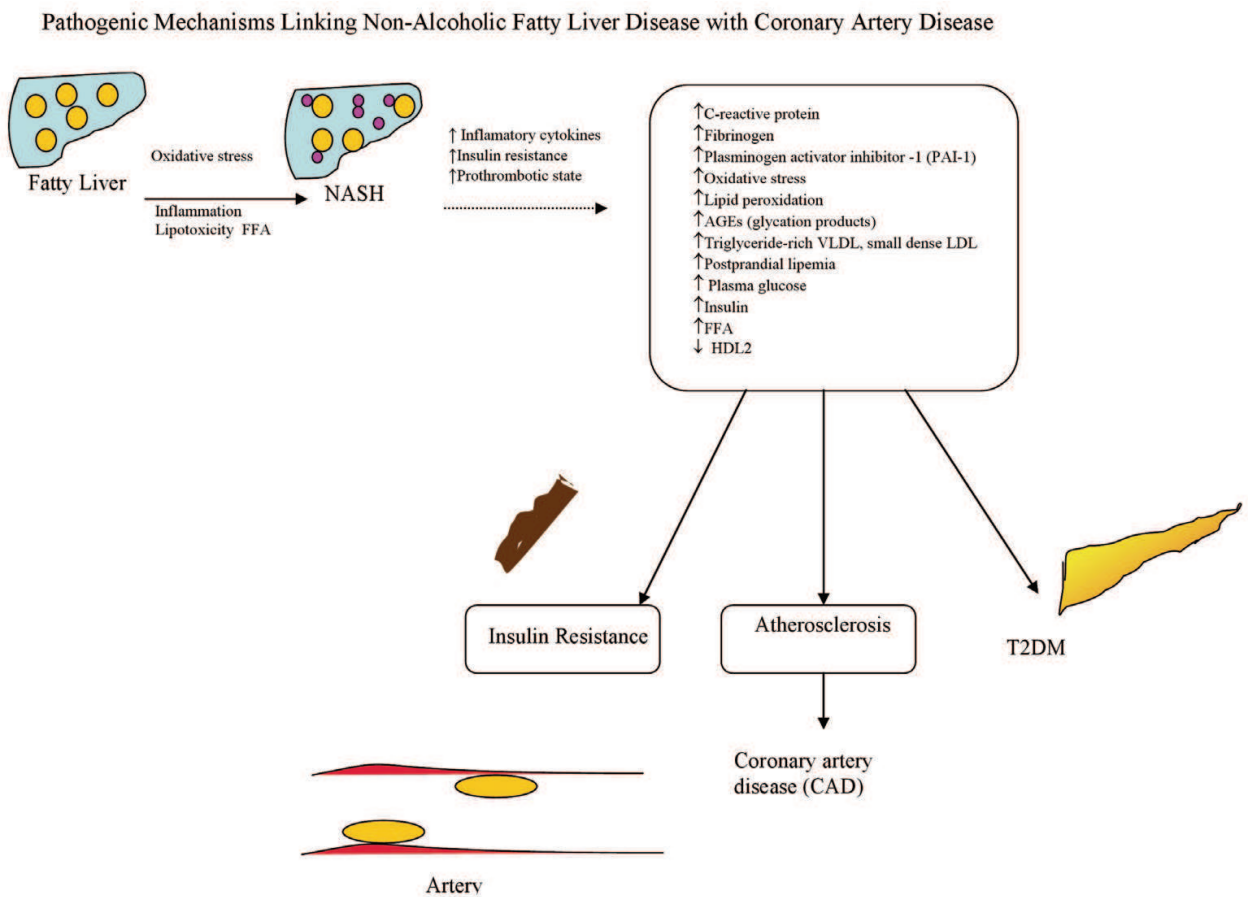 Pathogenic Mechanisms Linking Non-Alcoholic Fatty Liver Disease with Coronary Artery Disease
Fatty Liver
Oxidative stress
Inflammation
Lipotoxicity FFA
NASH
↑ Inflamatory cytokines
↑Insulin resistance
↑Prothrombotic state
↑C-reactive protein
↑Fibrinogen
↑Plasminogen activator inhibitor -1 (PAI-1)
↑Oxidative stress
↑Lipid peroxidation
↑AGEs (glycation products)
↑Triglyceride-rich VLDL, small dense LDL
↑Postprandial lipemia
↑ Plasma glucose
↑Insulin
↑FFA
↓ HDL2
Insulin Resistance
Atherosclerosis
T2DM
Coronary artery
disease (CAD)
Artery